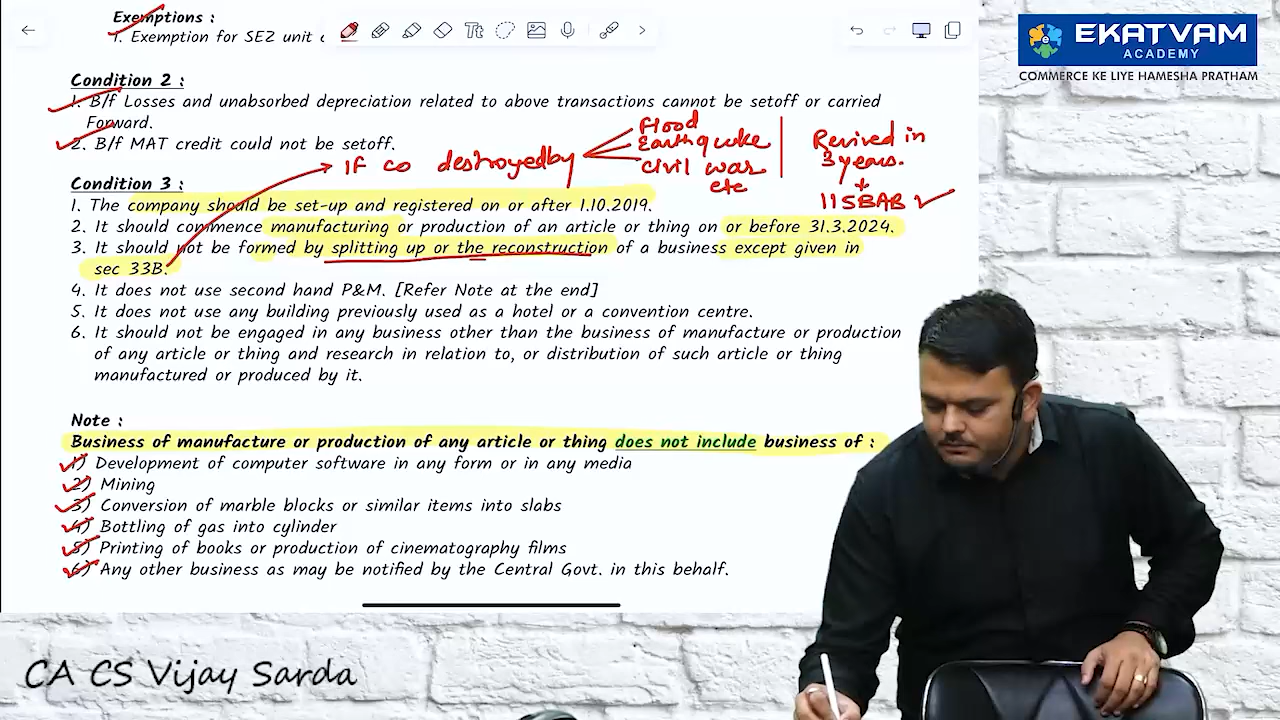 Exemptions :
1. Exemption for SEZ unit
Tt
EKATVAM
ACADEMY
COMMERCE KE LIYE HAMESHA PRATHAM
Condition 2 :
1. B/f Losses and unabsorbed depreciation related to above transactions cannot be setoff or carried
Forward.
2. B/f MAT credit could not be setoff.
If co destroyed by
flood
Earthquake
civil war
etc
Revived in
3 years.
+
115BAB
Condition 3 :
1. The company should be set-up and registered on or after 1.10.2019.
2. It should commence manufacturing or production of an article or thing on or before 31.3.2024.
3. It should not be formed by splitting up or the reconstruction of a business except given in
sec 33B.
4. It does not use second hand P&M. [Refer Note at the end]
5. It does not use any building previously used as a hotel or a convention centre.
6. It should not be engaged in any business other than the business of manufacture or production
of any article or thing and research in relation to, or distribution of such article or thing
manufactured or produced by it.
Note :
Business of manufacture or production of any article or thing does not include business of :
1) Development of computer software in any form or in any media
2) Mining
3) Conversion of marble blocks or similar items into slabs
4) Bottling of gas into cylinder
5) Printing of books or production of cinematography films
6) Any other business as may be notified by the Central Govt. in this behalf.
CA CS Vijay Sarda